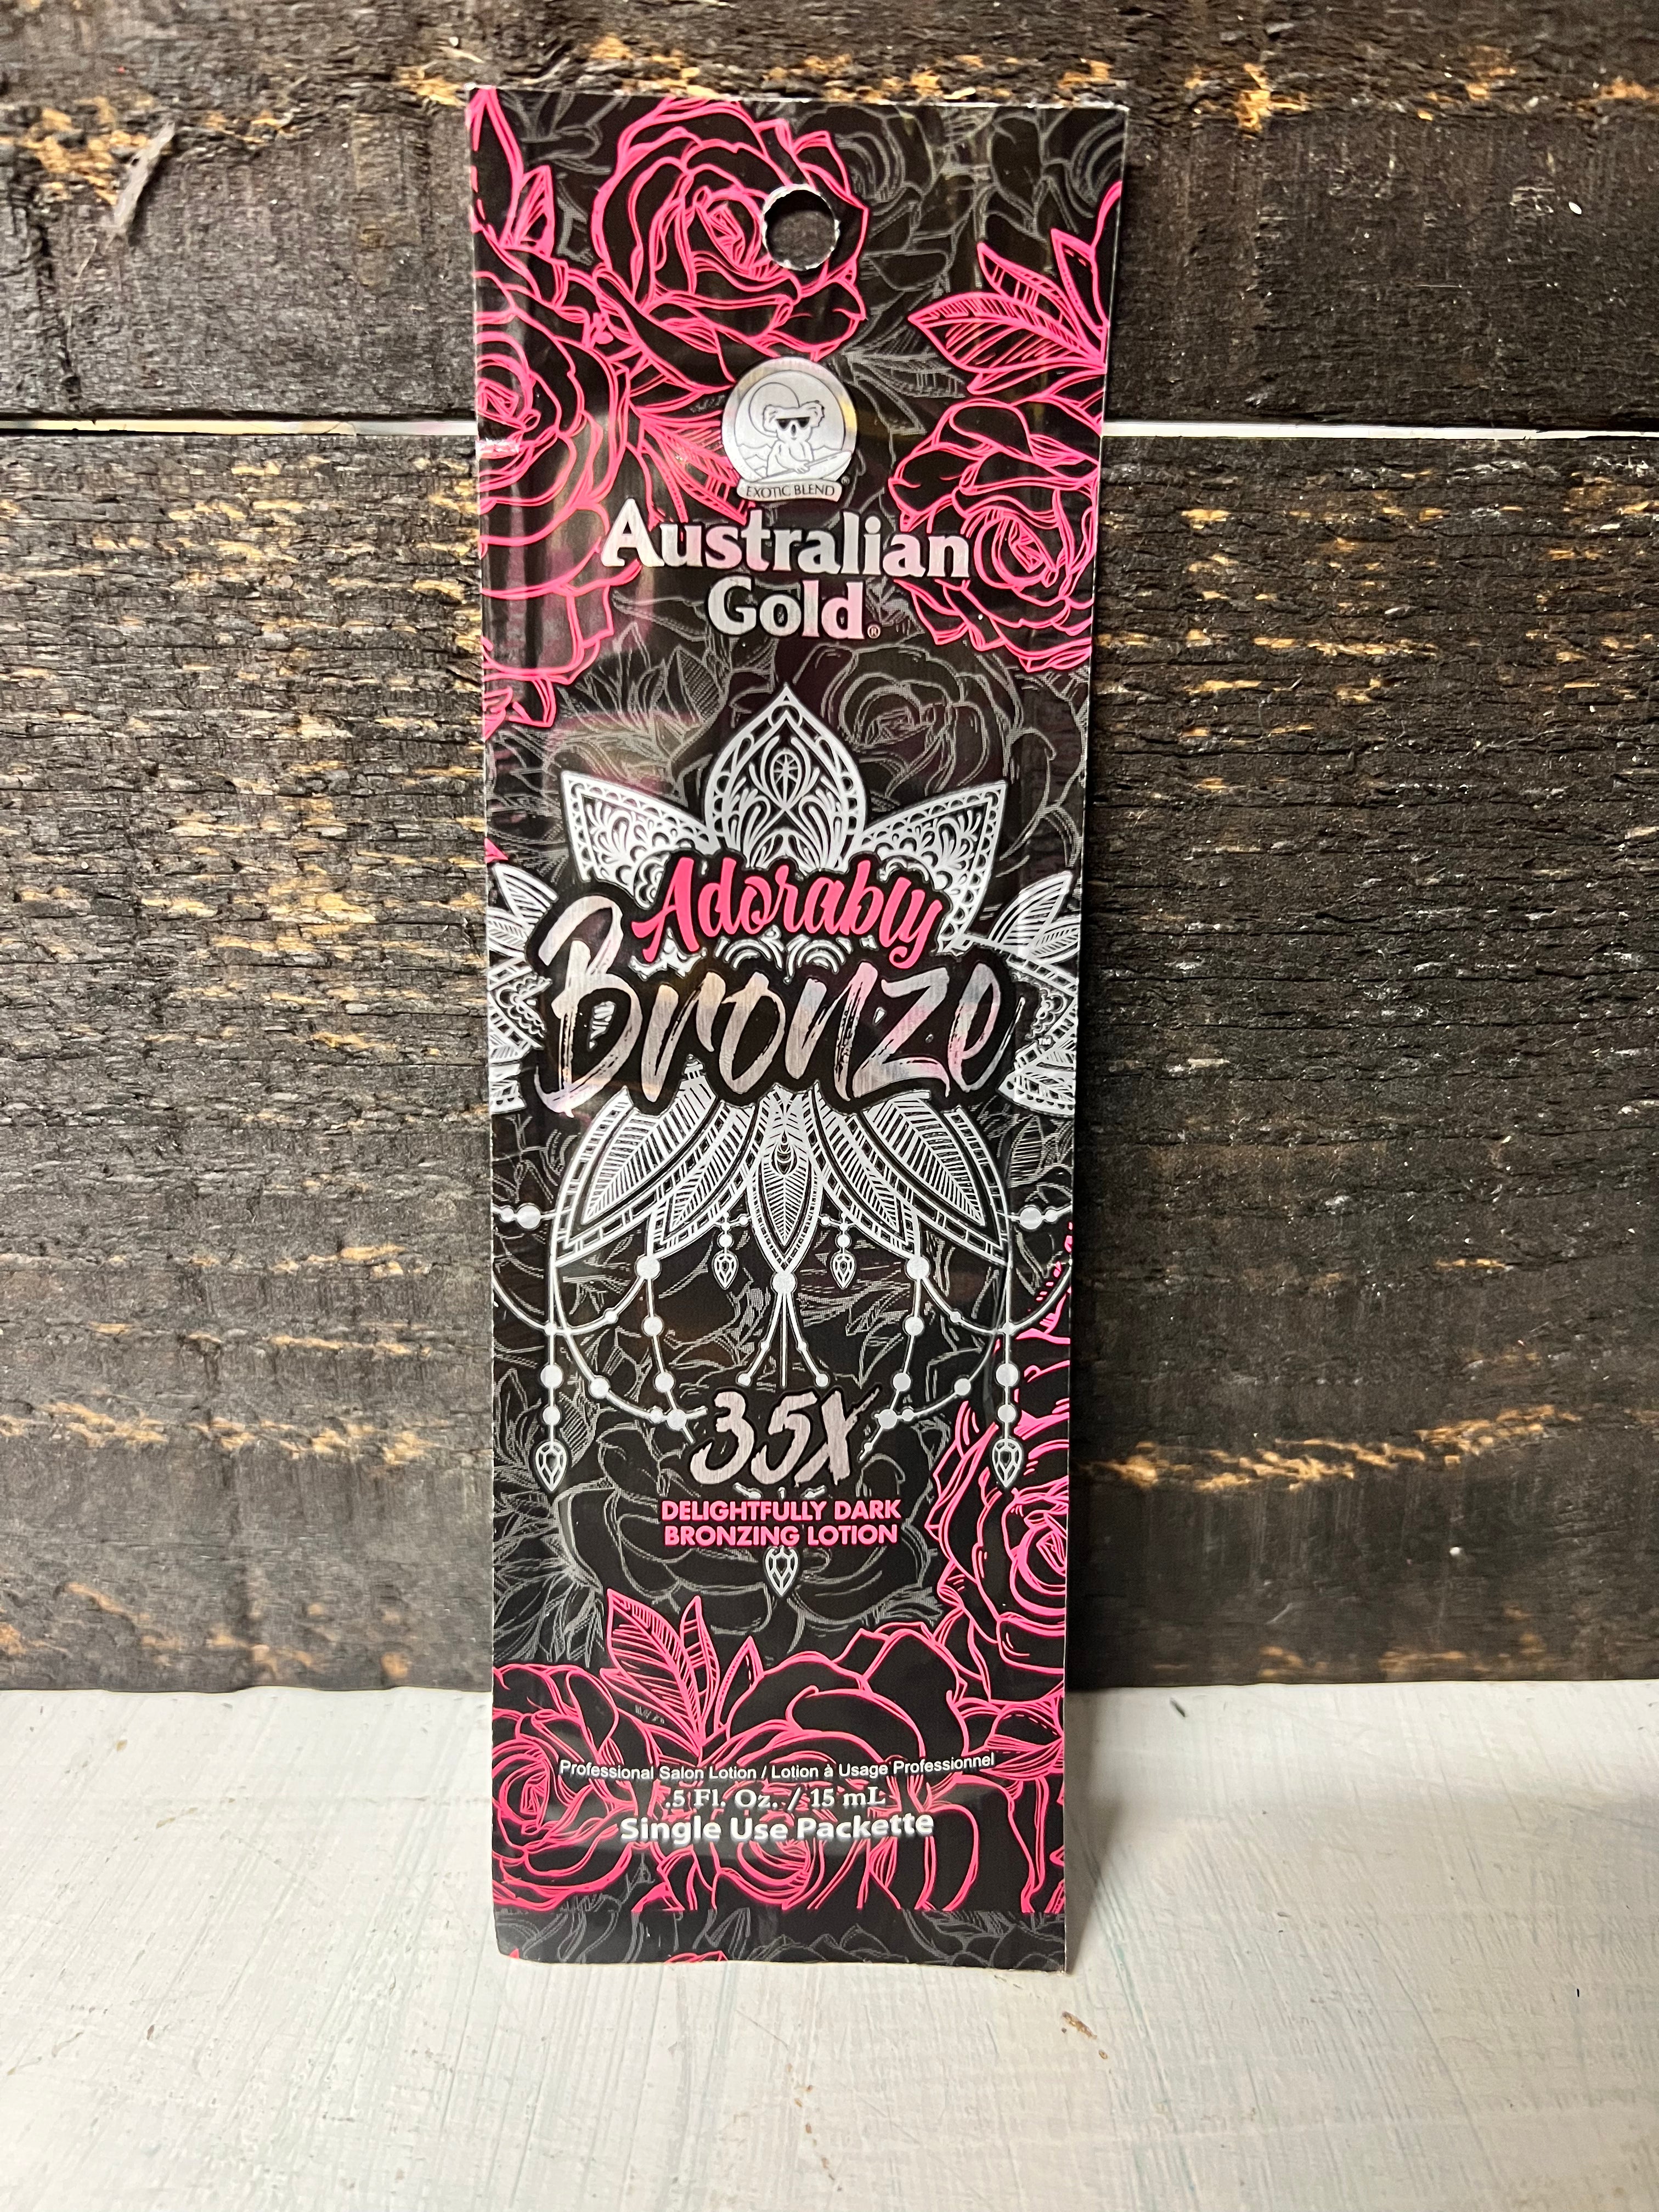 EXOTIC BLEND®
Australian
Gold®
Adorably
Bronze
35X
DELIGHTFULLY DARK
BRONZING LOTION
Professional Salon Lotion / Lotion à Usage Professionnel
.5 Fl. Oz. / 15 mL
Single Use Packette